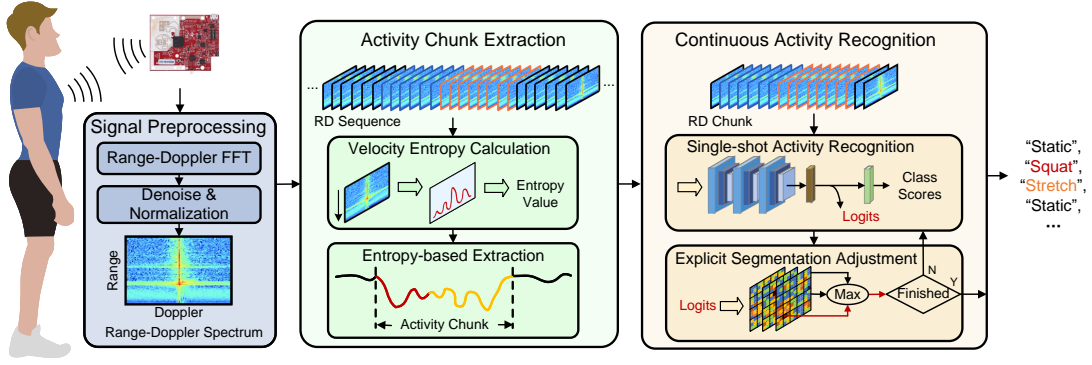 Signal Preprocessing
Range-Doppler FFT
Denoise &
Normalization
Range
Doppler
Range-Doppler Spectrum
Activity Chunk Extraction
...
...
RD Sequence
Velocity Entropy Calculation
Entropy
Value
Entropy-based Extraction
Activity Chunk
Continuous Activity Recognition
RD Chunk
Single-shot Activity Recognition
Class
Scores
Logits
Explicit Segmentation Adjustment
Logits
Max
Finished
N
Y
“Static”,
“Squat”,
“Stretch”,
“Static”,
...